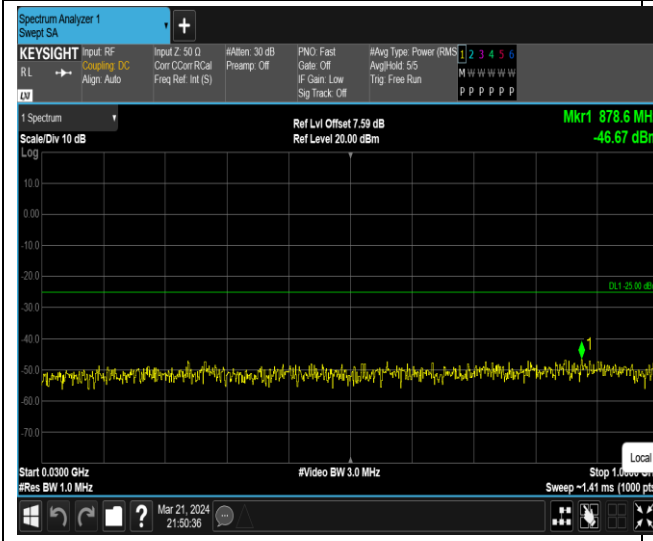 Spectrum Analyzer 1
Swept SA
+
KEYSIGHT
RL
LXI
Input: RF
Coupling: DC
Align: Auto
Input Z: 50 Ω
Corr CCorr RCal
Freq Ref: Int (S)
#Atten: 30 dB
Preamp: Off
PNO: Fast
Gate: Off
IF Gain: Low
Sig Track: Off
#Avg Type: Power (RMS
Avg|Hold: 5/5
Trig: Free Run
1 2 3 4 5 6
M W W W W W
P P P P P P
1 Spectrum
Scale/Div 10 dB
Log
Ref Lvl Offset 7.59 dB
Ref Level 20.00 dBm
Mkr1 878.6 MH
-46.67 dBm
10.0
0.00
-10.0
-20.0
DL1 -25.00 dB
-30.0
-40.0
1
-50.0
-60.0
-70.0
Local
Start 0.0300 GHz
#Video BW 3.0 MHz
#Res BW 1.0 MHz
Sweep ~1.41 ms (1000 pts
?
Mar 21, 2024
21:50:36